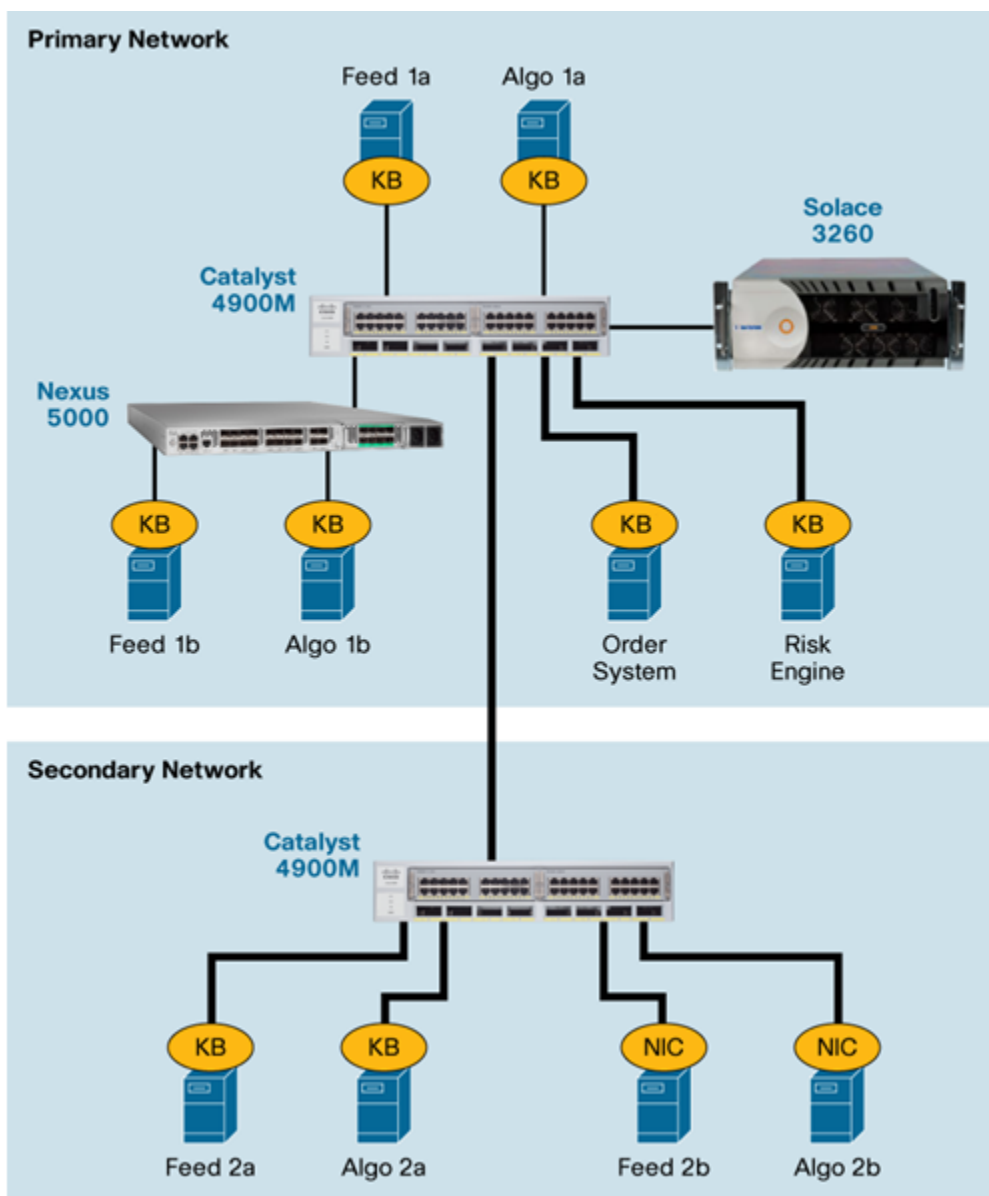 Primary Network
Feed 1a
Algo 1a
KB
KB
Solace
3260
Catalyst
4900M
Nexus
5000
KB
KB
KB
KB
Feed 1b
Algo 1b
Order
System
Risk
Engine
Secondary Network
Catalyst
4900M
KB
KB
NIC
NIC
Feed 2a
Algo 2a
Feed 2b
Algo 2b